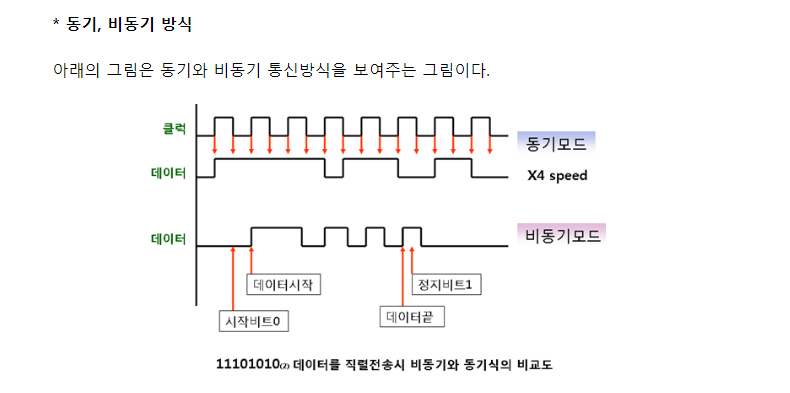 * 동기, 비동기 방식
아래의 그림은 동기와 비동기 통신방식을 보여주는 그림이다.
클럭
동기모드
데이터
X4 speed
데이터
비동기모드
데이터시작
정지비트1
시작비트0
데이터끝
11101010(2) 데이터를 직렬전송시 비동기와 동기식의 비교도